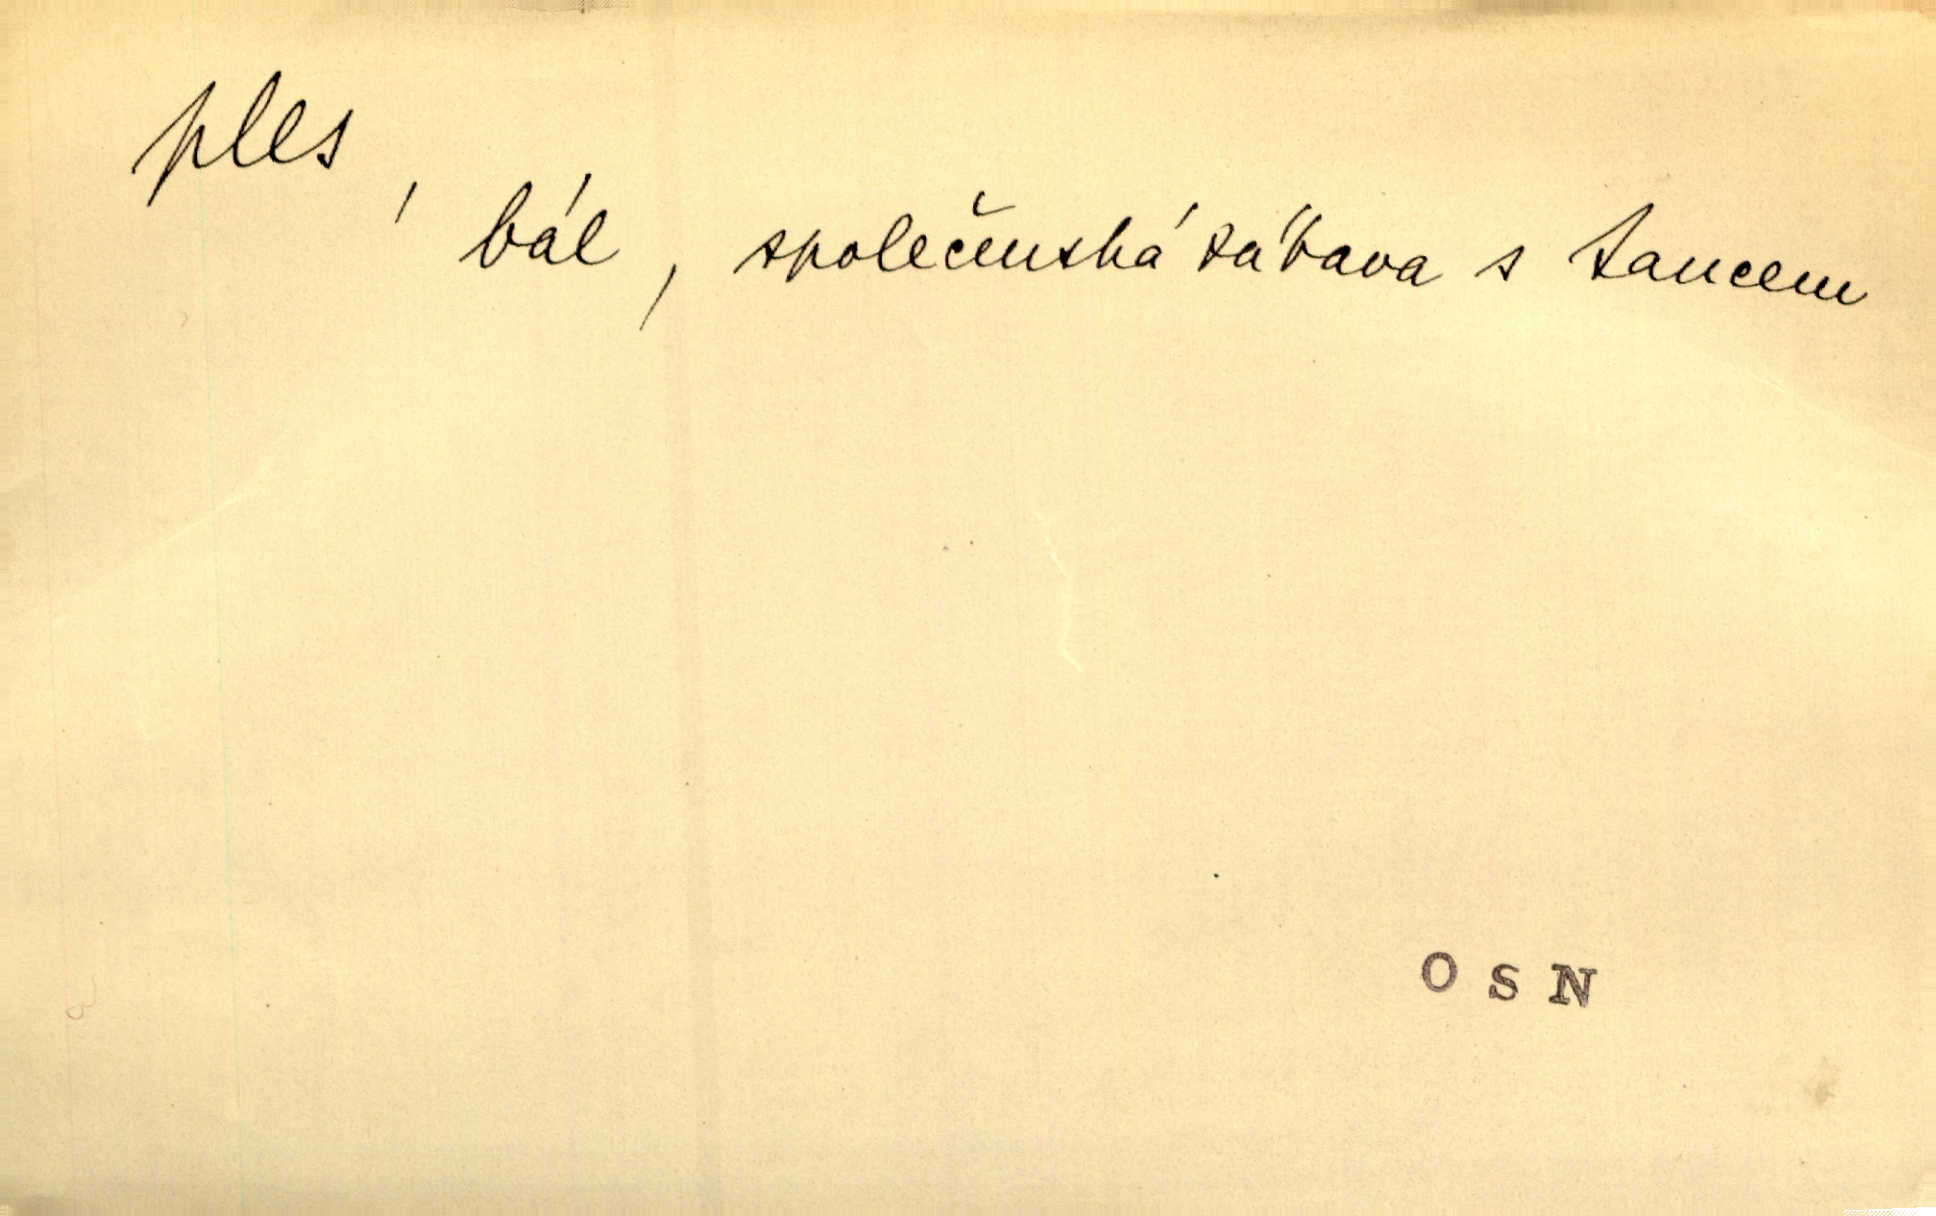 ples,
bál, společenská zábava s tancem
OSN